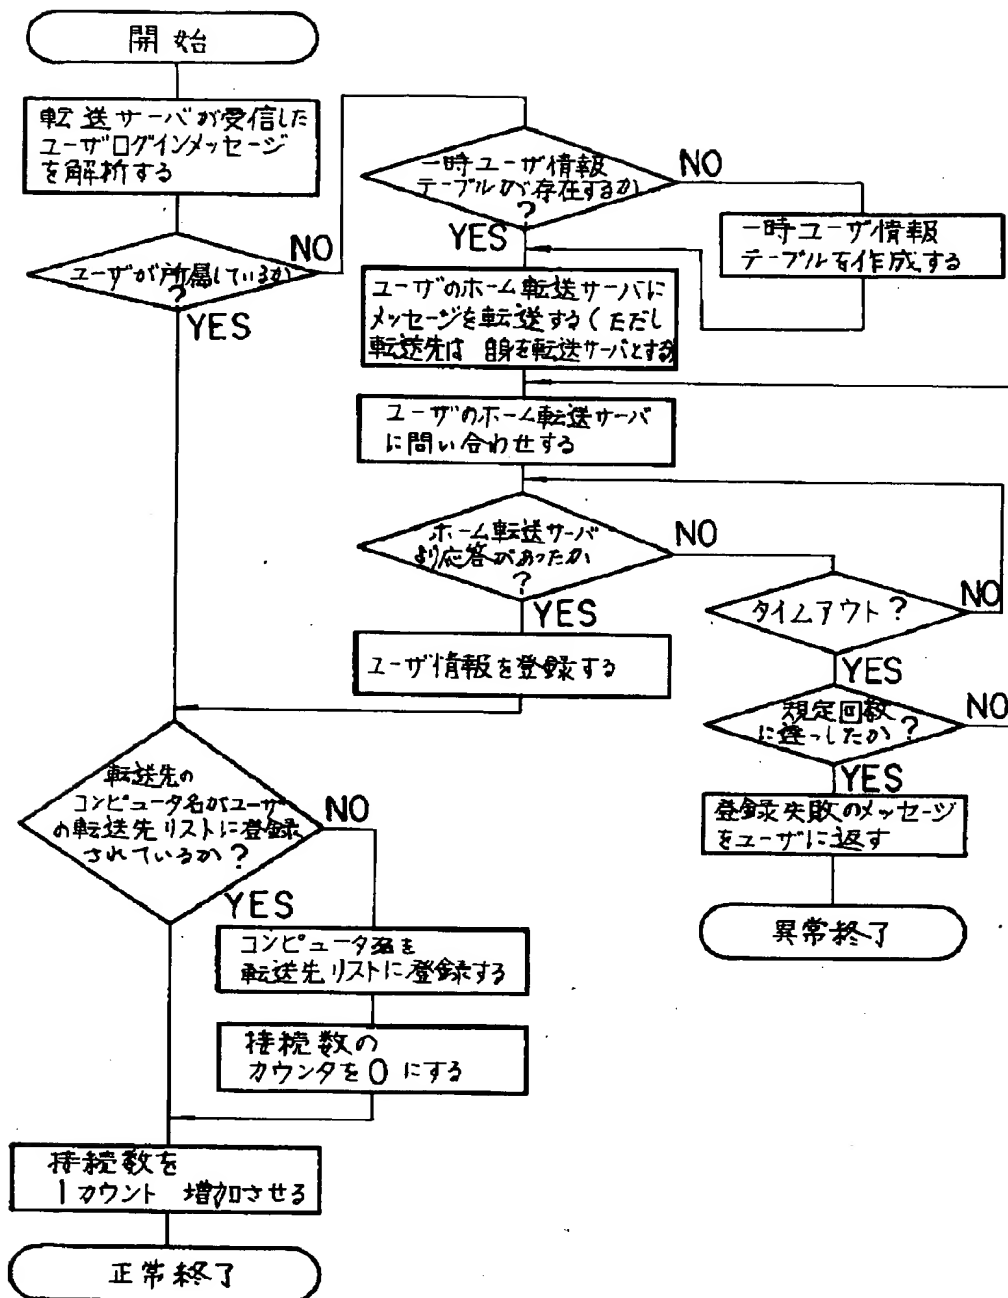 開始
転送サーバが受信した
ユーザログインメッセージ
を解析する
ユーザが所属しているか
?
NO
YES
一時ユーザ情報
テーブルが存在するか
?
NO
YES
一時ユーザ情報
テーブルを作成する
ユーザのホーム転送サーバに
メッセージを転送する(ただし
転送先は 自身を転送サーバとする)
ユーザのホーム転送サーバ
に問い合わせする
ホーム転送サーバ
より応答があったか
?
NO
YES
タイムアウト?
NO
YES
ユーザ情報を登録する
規定回数
に達っしたか?
NO
YES
登録失敗のメッセージ
をユーザに返す
異常終了
転送先の
コンピュータ名がユーザ
の転送先リストに登録
されているか?
NO
YES
コンピュータ名を
転送先リストに登録する
接続数の
カウンタを0にする
接続数を
1カウント 増加させる
正常終了